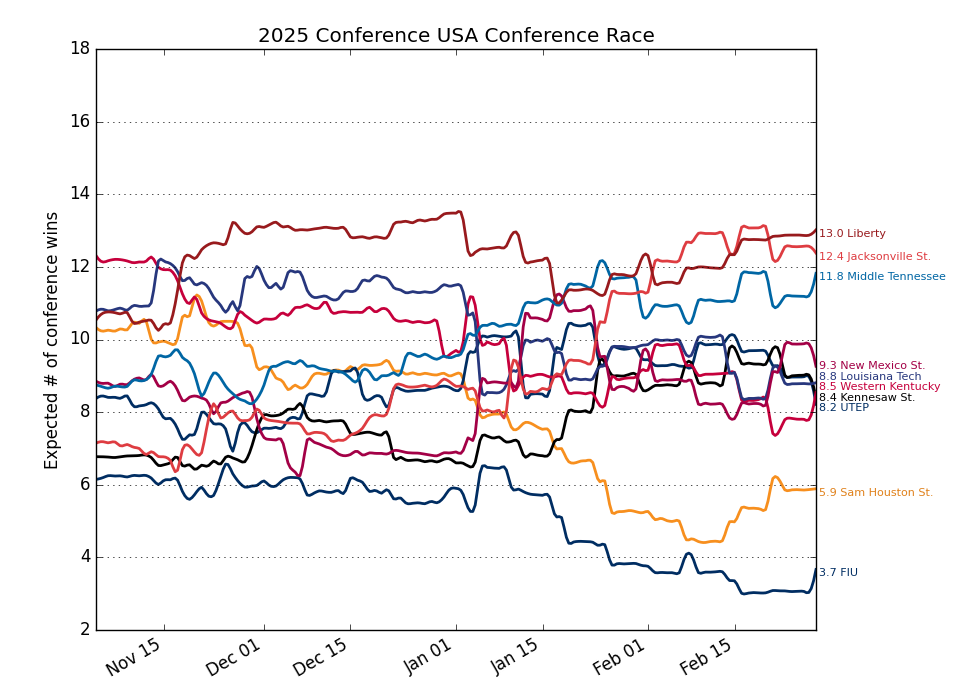 2025 Conference USA Conference Race
Expected # of conference wins
18
16
14
12
10
8
6
4
2
Nov 15
Dec 01
Dec 15
Jan 01
Jan 15
Feb 01
Feb 15
13.0 Liberty
12.4 Jacksonville St.
11.8 Middle Tennessee
9.3 New Mexico St.
8.8 Louisiana Tech
8.5 Western Kentucky
8.4 Kennesaw St.
8.2 UTEP
5.9 Sam Houston St.
3.7 FIU